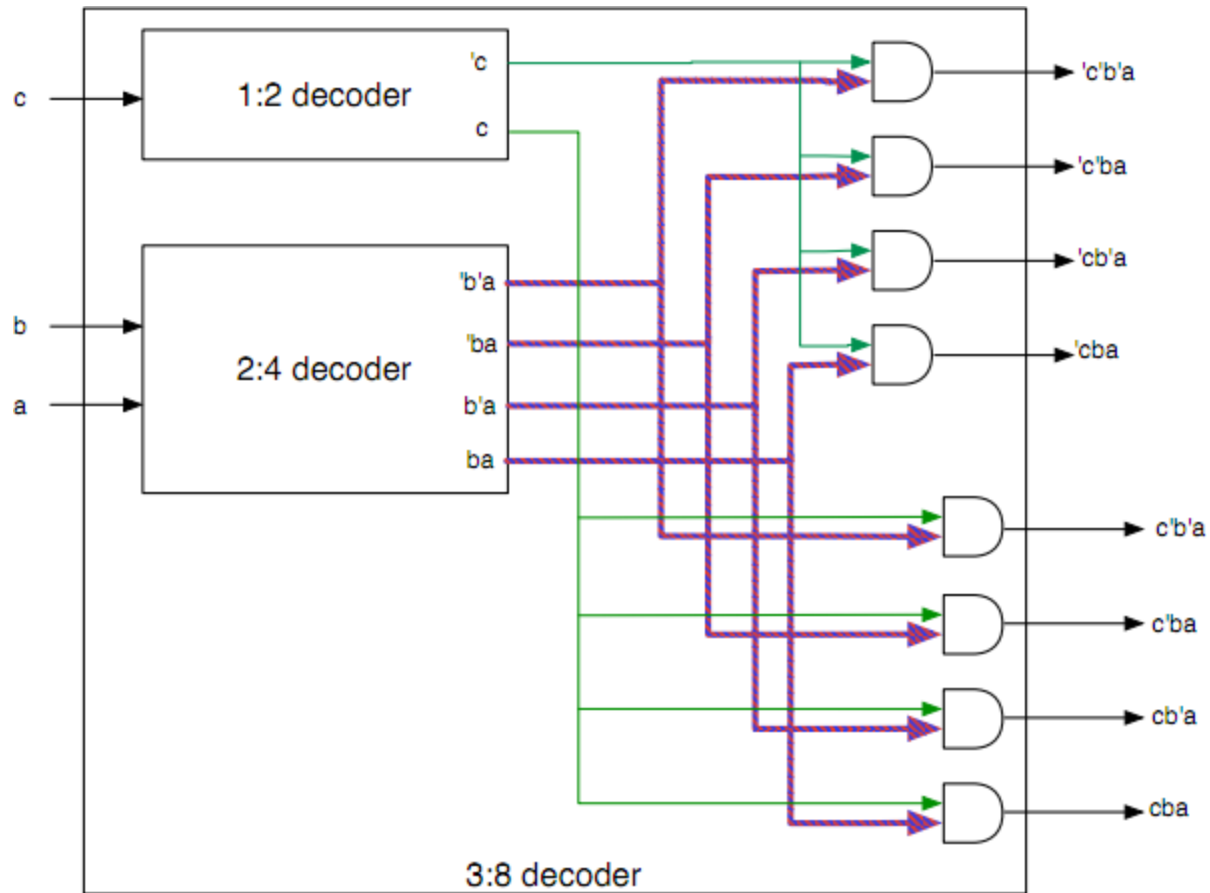 'c
c
1:2 decoder
c
'b'a
'ba
b'a
ba
2:4 decoder
b
a
'c'b'a
'c'ba
'cb'a
'cba
c'b'a
c'ba
cb'a
cba
3:8 decoder